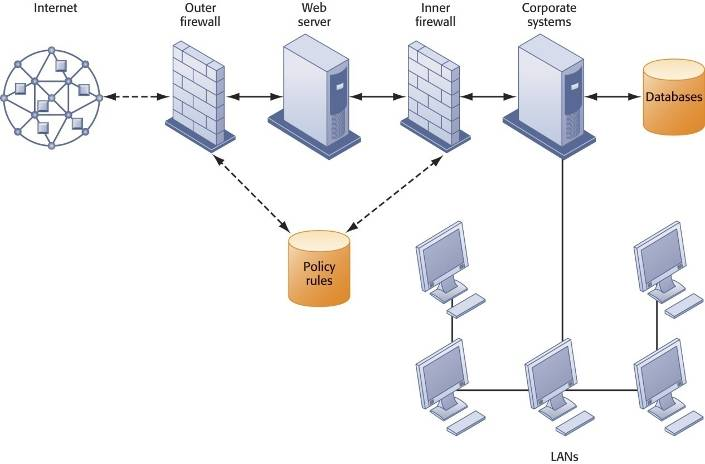 Internet
Outer
firewall
Web
server
Inner
firewall
Corporate
systems
Databases
Policy
rules
LANs